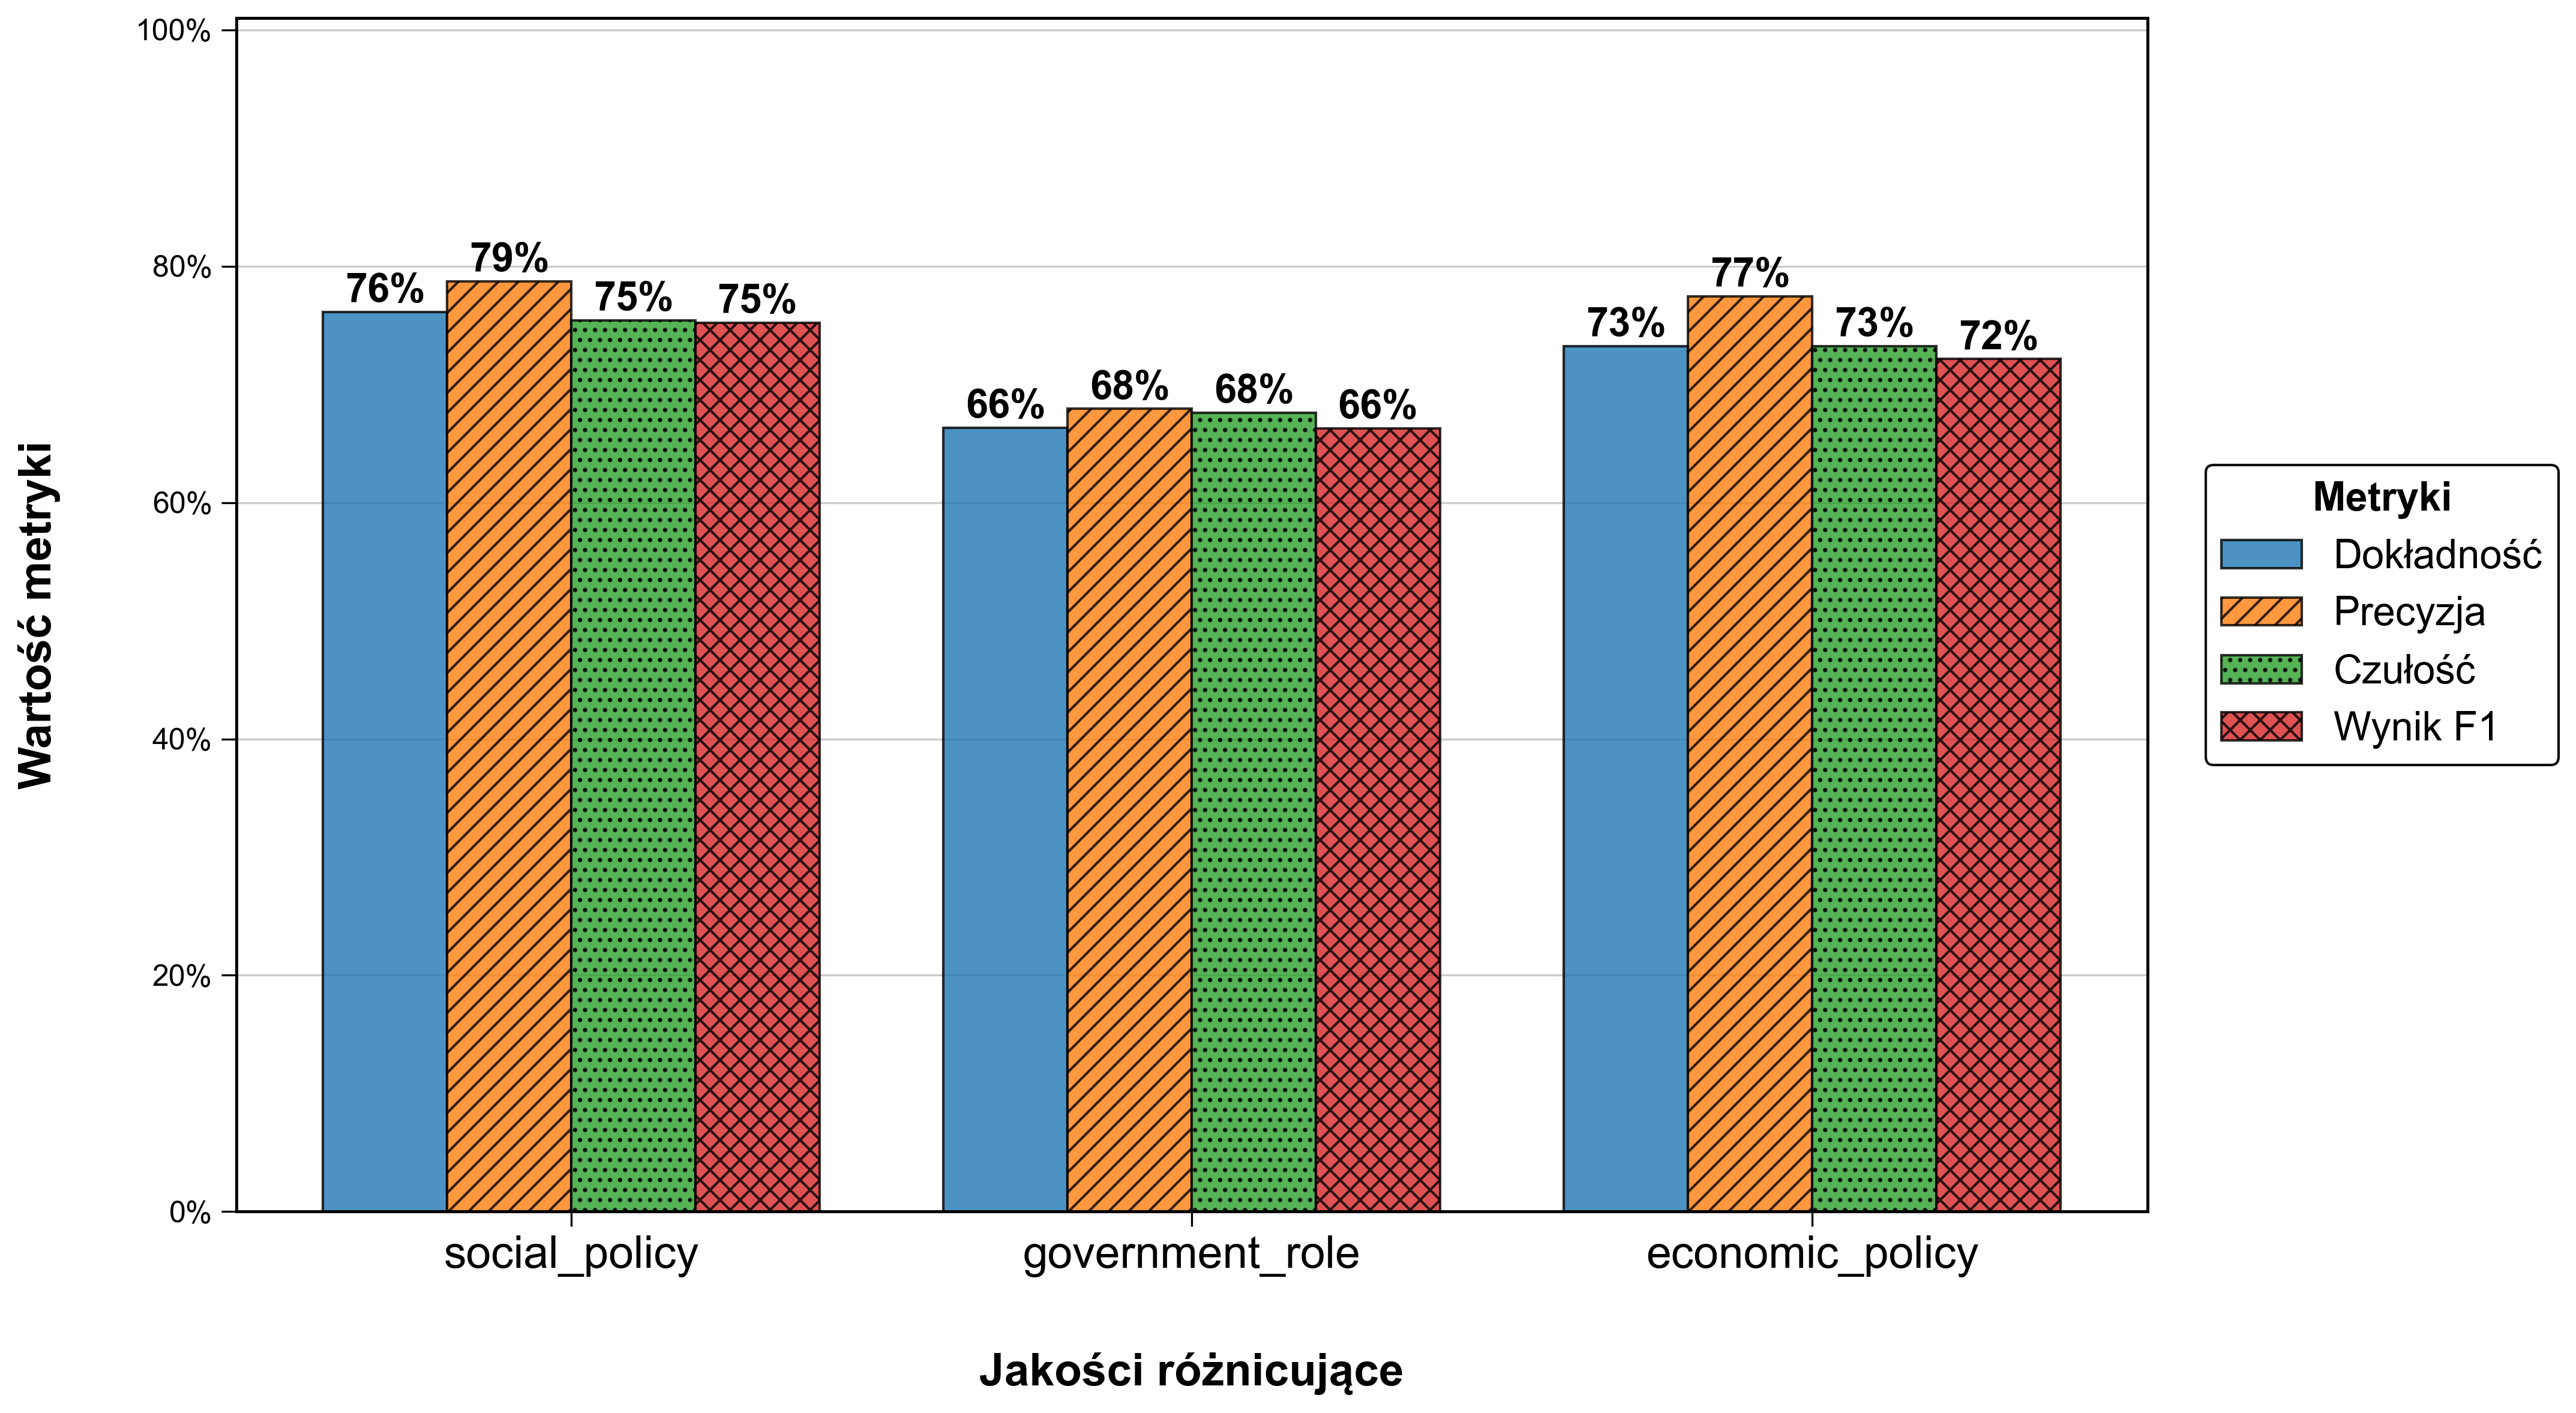 100%
80%
60%
40%
20%
0%
Wartość metryki
76%
79%
75%
75%
66%
68%
68%
66%
73%
77%
73%
72%
social_policy
government_role
economic_policy
Jakości różnicujące
Metryki
Dokładność
Precyzja
Czułość
Wynik F1